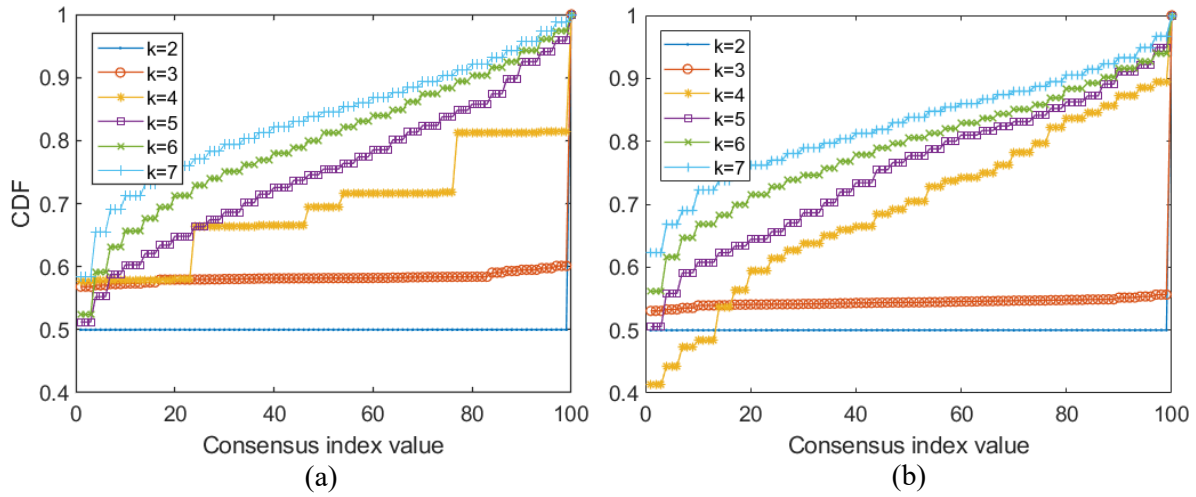 1
0.9
0.8
0.7
0.6
0.5
0.4
CDF
k=2
k=3
k=4
k=5
k=6
k=7
0 20 40 60 80 100
Consensus index value
(a)
1
0.9
0.8
0.7
0.6
0.5
0.4
k=2
k=3
k=4
k=5
k=6
k=7
0 20 40 60 80 100
Consensus index value
(b)